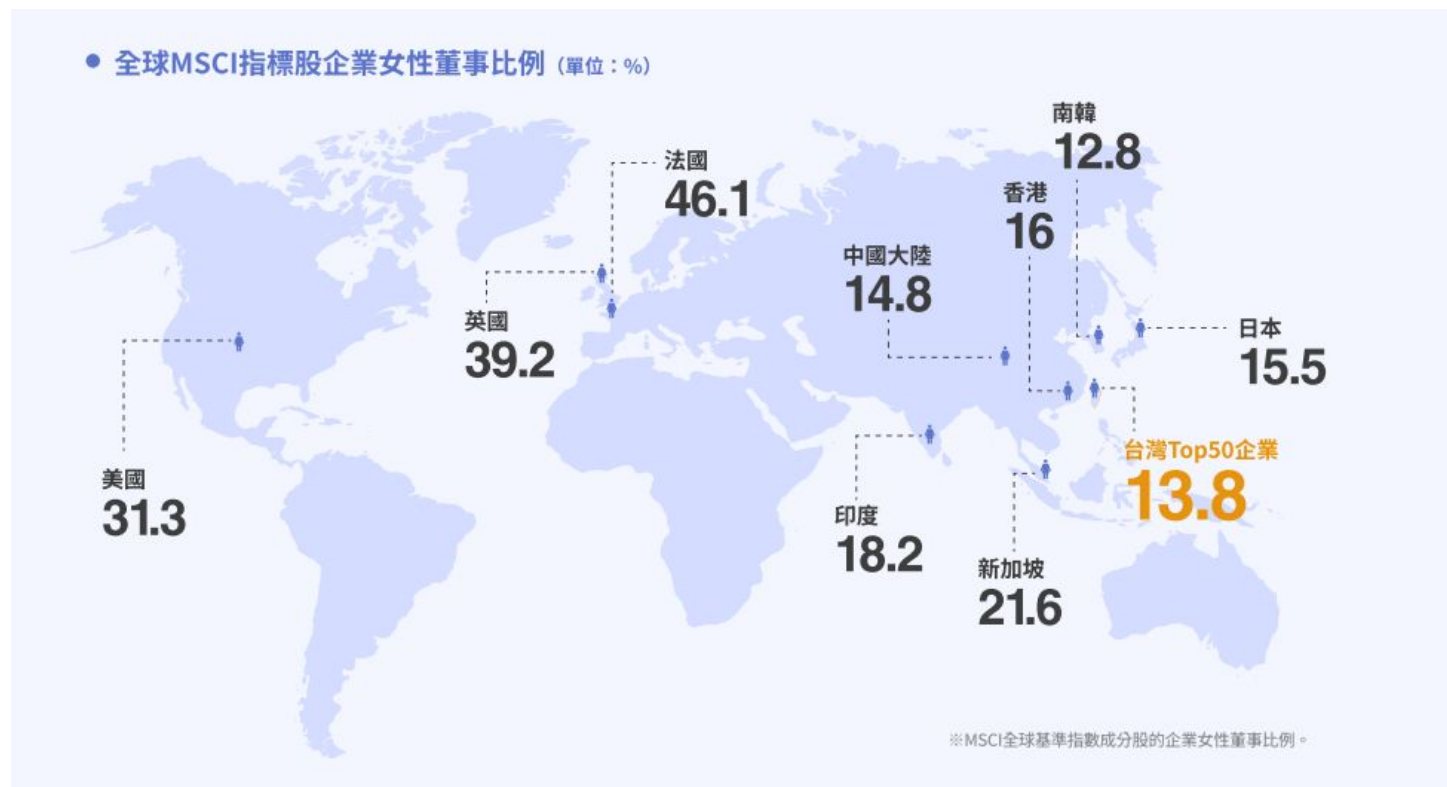 • 全球MSCI指標股企業女性董事比例（單位：%）
南韓
12.8
法國
46.1
香港
16
中國大陸
14.8
英國
39.2
日本
15.5
台灣Top50企業
13.8
美國
31.3
印度
18.2
新加坡
21.6
※MSCI全球基準指數成分股的企業女性董事比例。